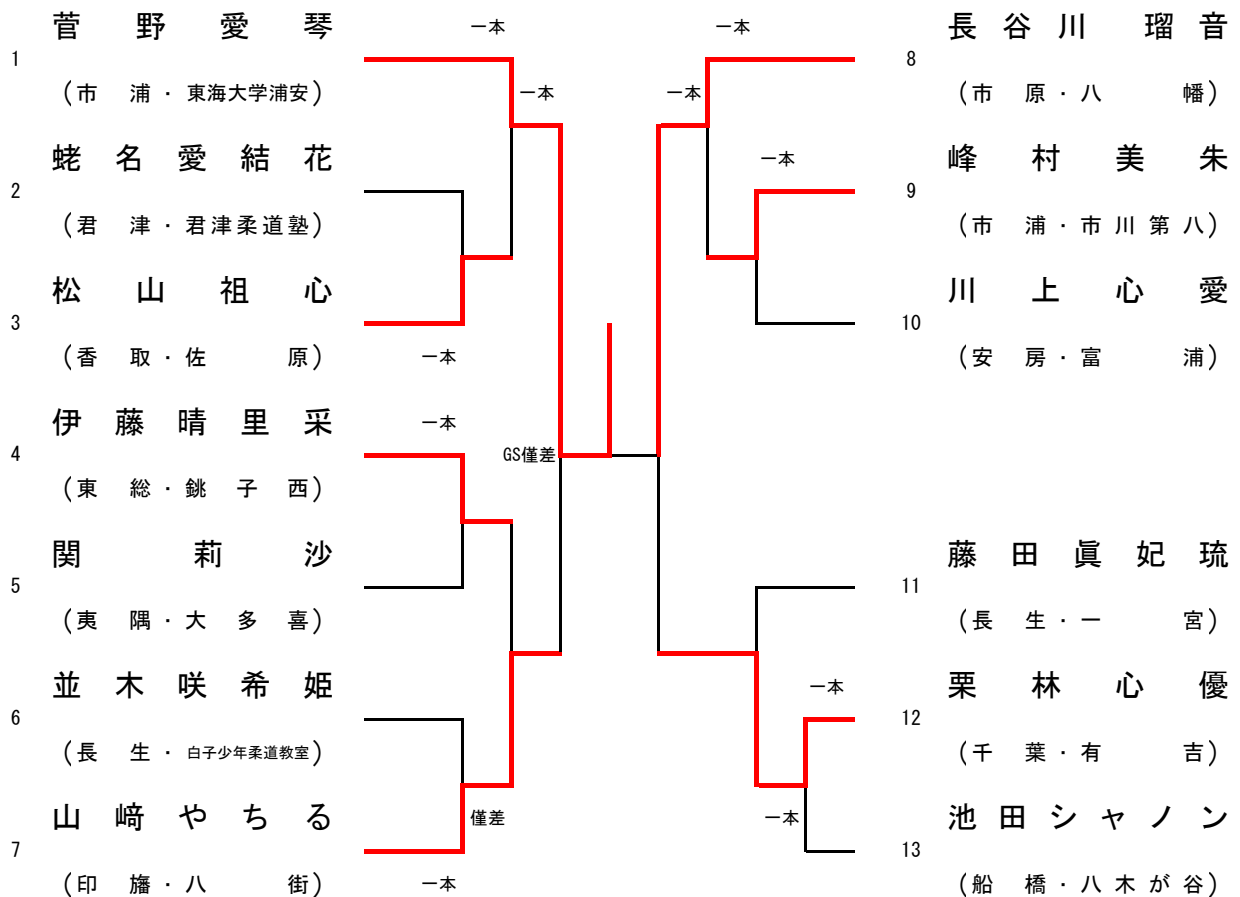 菅野愛琴
1
(市浦・東海大学浦安)
一本
一本
蛯名愛結花
2
(君津・君津柔道塾)
松山祖心
3
(香取・佐原)
一本
伊藤晴里采
一本
4
(東総・銚子西)
GS僅差
関莉沙
5
(夷隅・大多喜)
並木咲希姫
6
(長生・白子少年柔道教室)
山﨑やちる
僅差
7
(印旛・八街)
一本
一本
長谷川瑠音
8
一本
(市原・八幡)
峰村美朱
一本
9
(市浦・市川第八)
川上心愛
10
(安房・富浦)
藤田眞妃琉
11
(長生・一宮)
栗林心優
一本
12
(千葉・有吉)
一本
池田シャノン
13
(船橋・八木が谷)